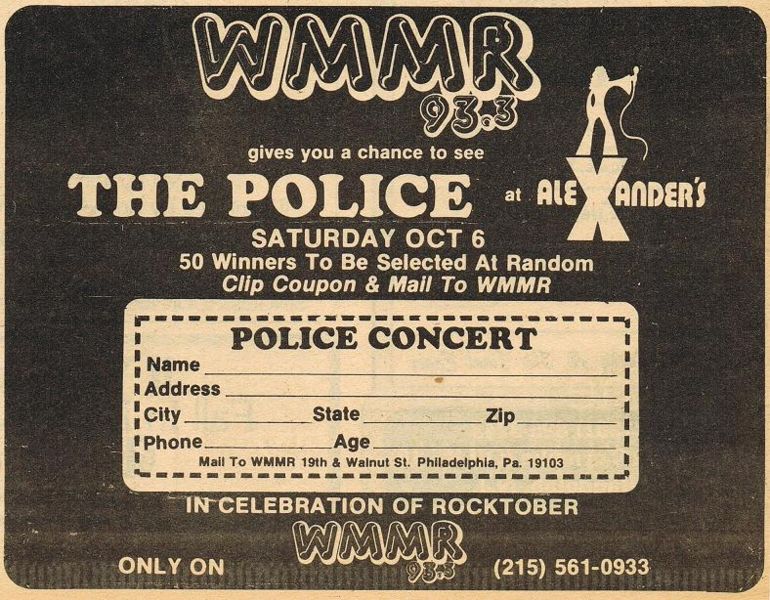 WMMR
93.3
gives you a chance to see
THE POLICE at ALEXANDER'S
SATURDAY OCT 6
50 Winners To Be Selected At Random
Clip Coupon & Mail To WMMR
POLICE CONCERT
Name
Address
City State Zip
Phone Age
Mail To WMMR 19th & Walnut St. Philadelphia, Pa. 19103
IN CELEBRATION OF ROCKTOBER
ONLY ON WMMR 93.3 (215) 561-0933